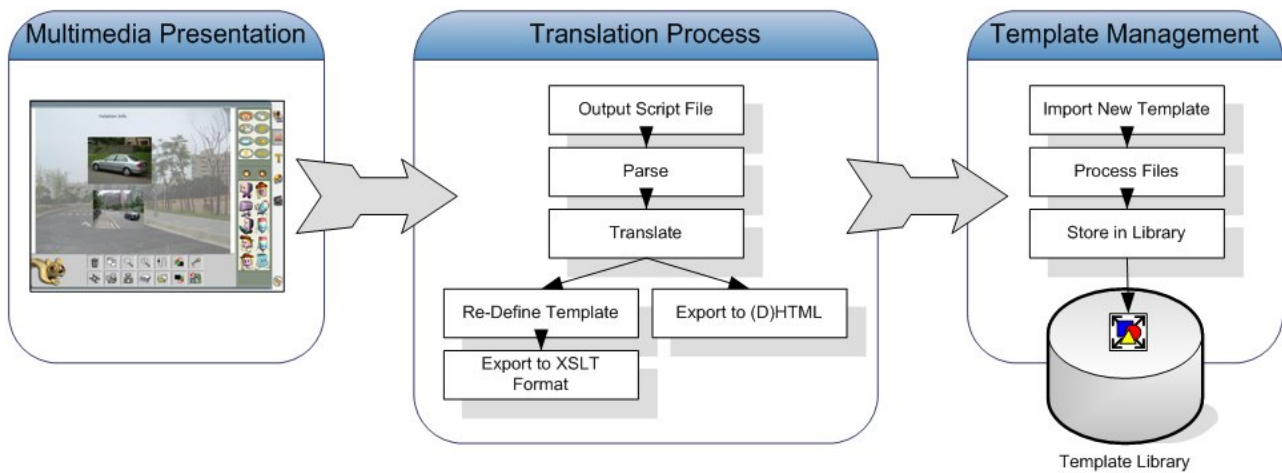 Multimedia Presentation
Translation Process
Output Script File
Parse
Translate
Re-Define Template
Export to (D)HTML
Export to XSLT
Format
Template Management
Import New Template
Process Files
Store in Library
Template Library